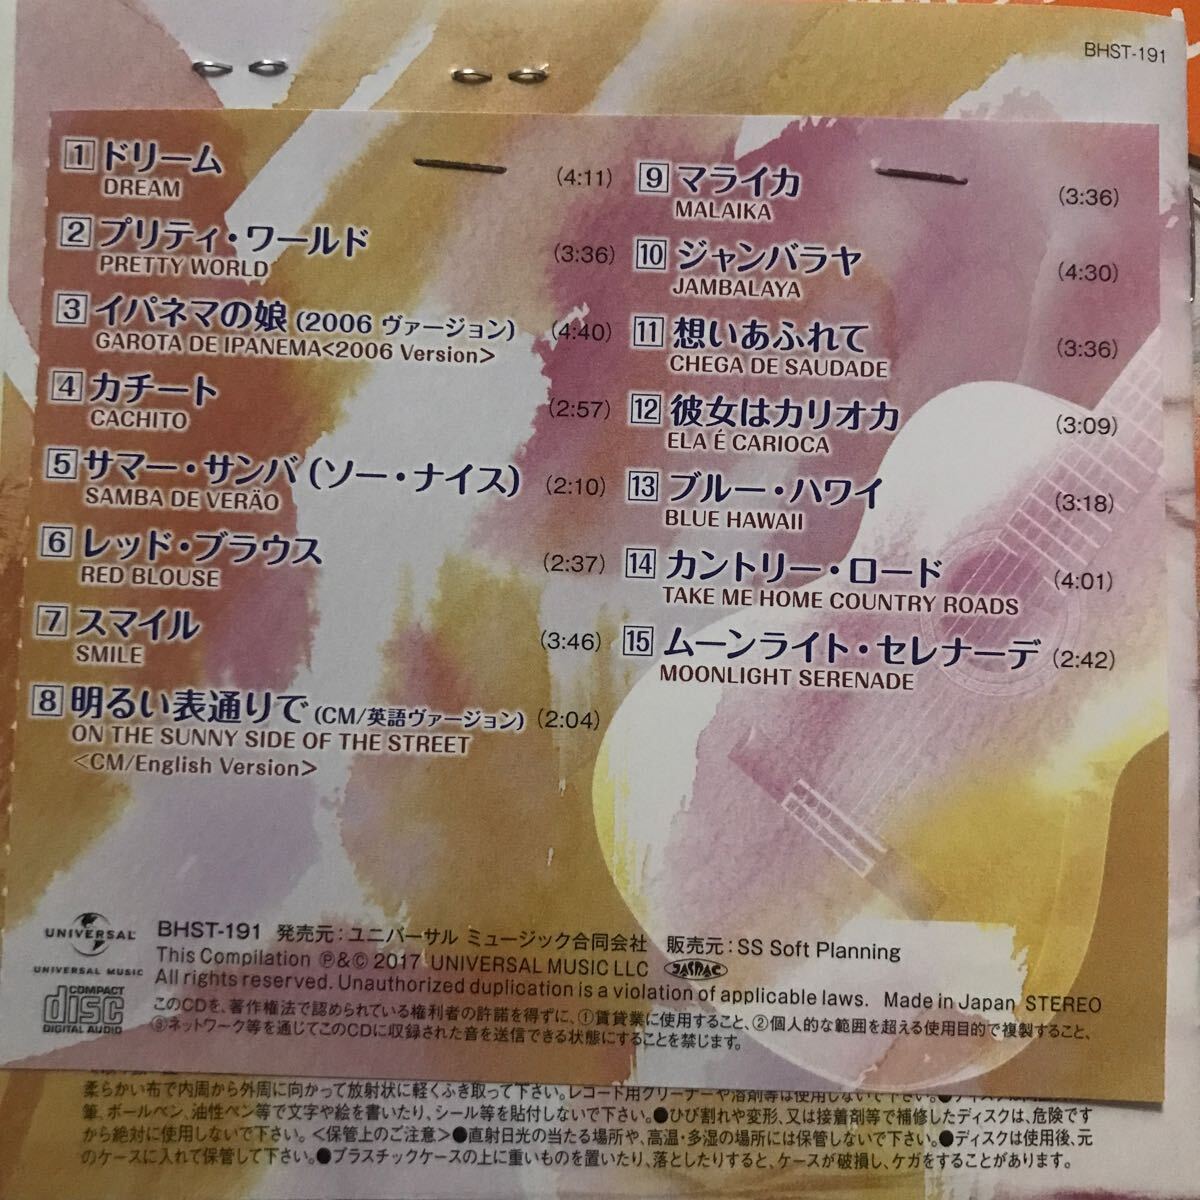 BHST-191
1 ドリーム (4:11)
DREAM
2 プリティ・ワールド (3:36)
PRETTY WORLD
3 イパネマの娘 (2006 ヴァージョン) (4:40)
GAROTA DE IPANEMA<2006 Version>
4 カチート (2:57)
CACHITO
5 サマー・サンバ (ソー・ナイス) (2:10)
SAMBA DE VERÃO
6 レッド・ブラウス (2:37)
RED BLOUSE
7 スマイル (3:46)
SMILE
8 明るい表通りで (CM/英語ヴァージョン) (2:04)
ON THE SUNNY SIDE OF THE STREET
<CM/English Version>
9 マライカ (3:36)
MALAIKA
10 ジャンバラヤ (4:30)
JAMBALAYA
11 想いあふれて (3:36)
CHEGA DE SAUDADE
12 彼女はカリオカ (3:09)
ELA É CARIOCA
13 ブルー・ハワイ (3:18)
BLUE HAWAII
14 カントリー・ロード (4:01)
TAKE ME HOME COUNTRY ROADS
15 ムーンライト・セレナーデ (2:42)
MOONLIGHT SERENADE
UNIVERSAL
UNIVERSAL MUSIC
COMPACT
disc
DIGITAL AUDIO
BHST-191 発売元：ユニバーサル ミュージック合同会社 販売元：SS Soft Planning
This Compilation ℗&© 2017 UNIVERSAL MUSIC LLC JASRAC
All rights reserved. Unauthorized duplication is a violation of applicable laws. Made in Japan STEREO
このCDを、著作権法で認められている権利者の許諾を得ずに、①賃貸業に使用すること、②個人的な範囲を超える使用目的で複製すること、
③ネットワーク等を通じてこのCDに収録された音を送信できる状態にすることを禁じます。
柔らかい布で内周から外周に向かって放射状に軽くふき取って下さい。レコード用クリーナーや溶剤等は使用しないで下さい。
筆、ボールペン、油性ペン等で文字や絵を書いたり、シール等を貼付しないで下さい。●ひび割れや変形、又は接着剤等で補修したディスクは、危険です
から絶対に使用しないで下さい。<保管上のご注意>●直射日光の当たる場所や、高温・多湿の場所には保管しないで下さい。●ディスクは使用後、元
のケースに入れて保管して下さい。●プラスチックケースの上に重いものを置いたり、落としたりすると、ケースが破損し、ケガをすることがあります。